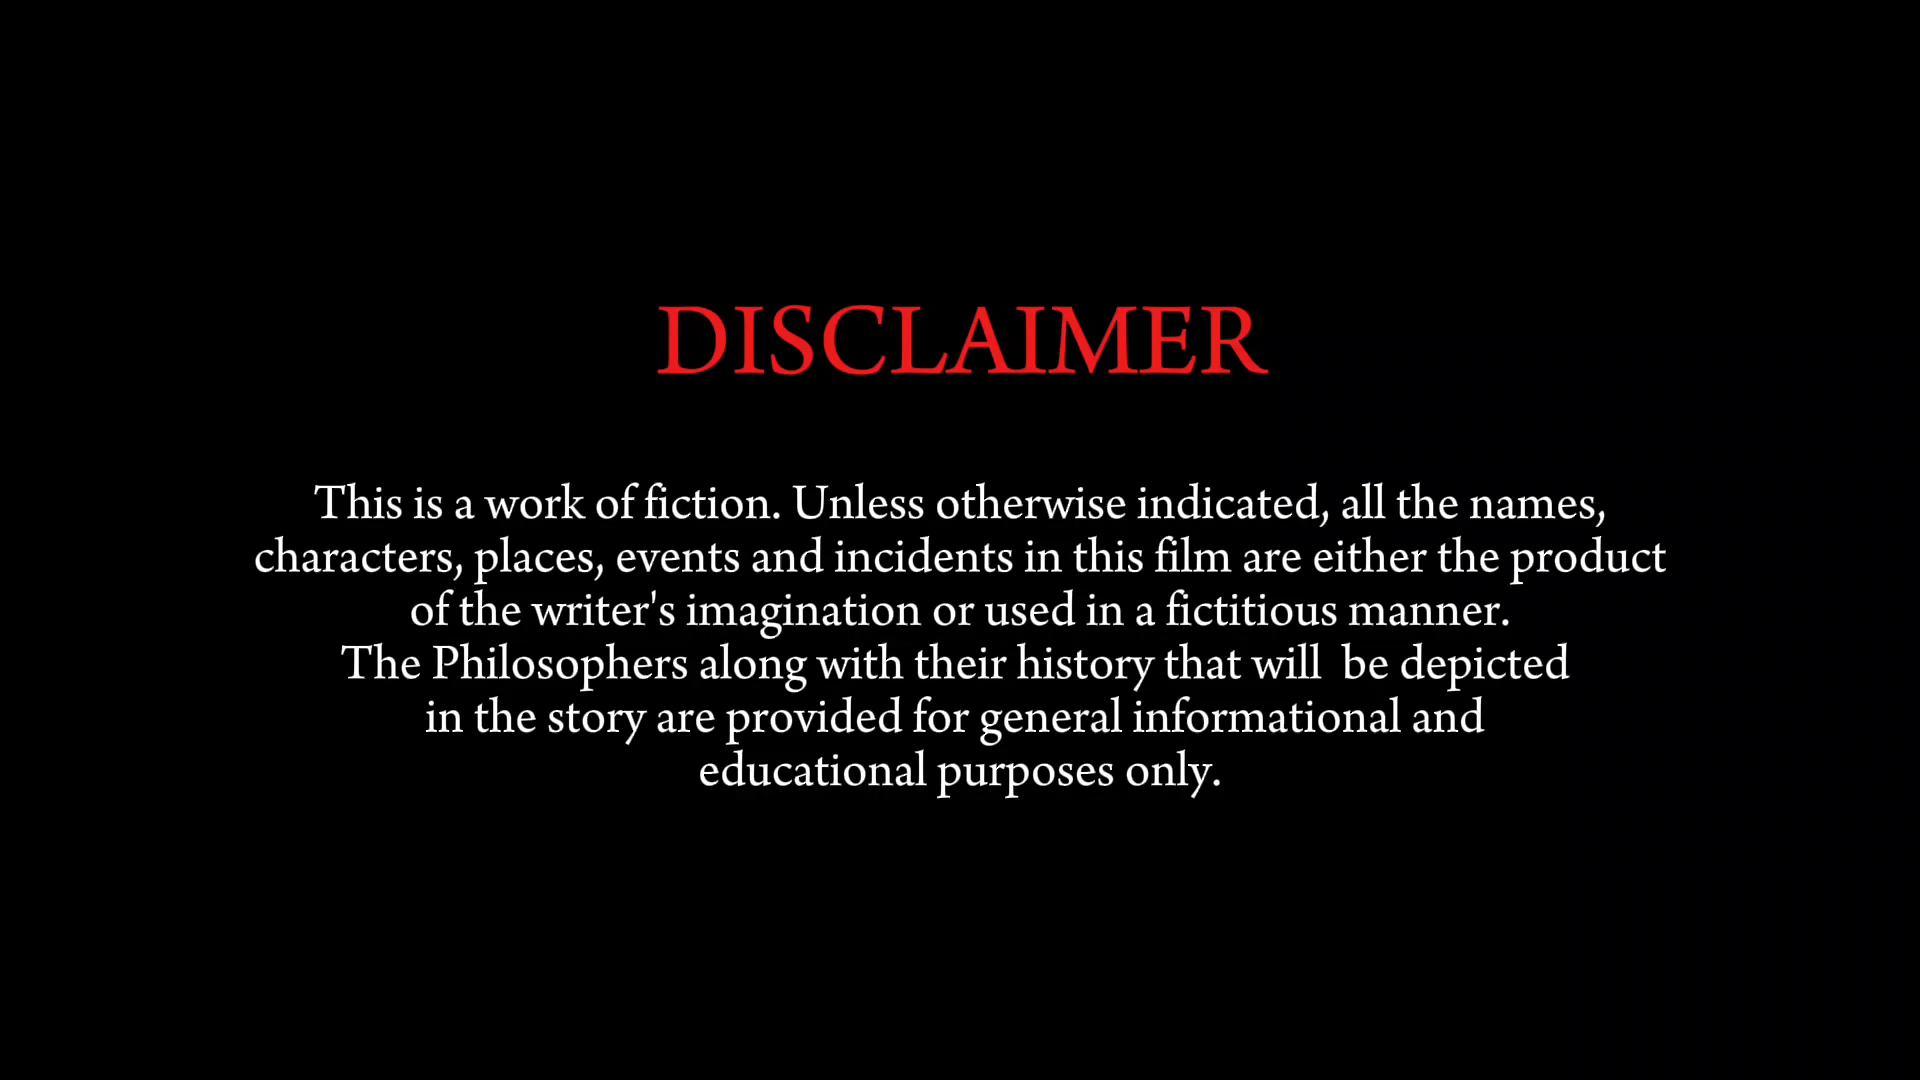 DISCLAIMER
This is a work of fiction. Unless otherwise indicated, all the names,
characters, places, events and incidents in this film are either the product
of the writer's imagination or used in a fictitious manner.
The Philosophers along with their history that will  be depicted
in the story are provided for general informational and
educational purposes only.